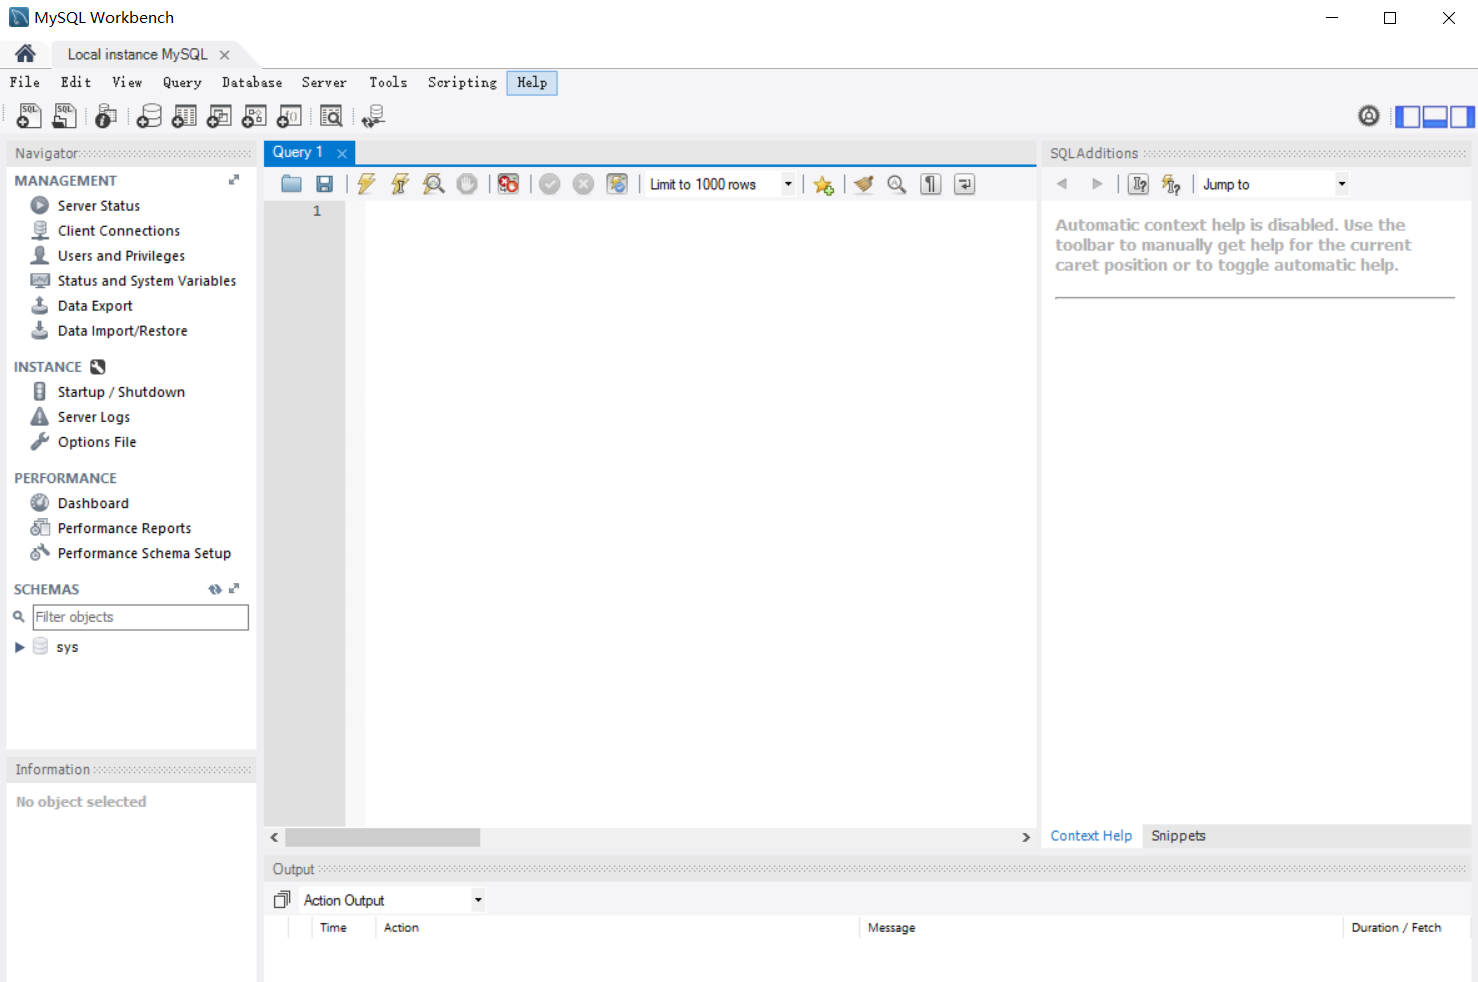 MySQL Workbench
Local instance MySQL
File Edit View Query Database Server Tools Scripting Help
Navigator
MANAGEMENT
Server Status
Client Connections
Users and Privileges
Status and System Variables
Data Export
Data Import/Restore
INSTANCE
Startup / Shutdown
Server Logs
Options File
PERFORMANCE
Dashboard
Performance Reports
Performance Schema Setup
SCHEMAS
Filter objects
sys
Information
No object selected
Query 1
Limit to 1000 rows
1
SQLAdditions
Jump to
Automatic context help is disabled. Use the
toolbar to manually get help for the current
caret position or to toggle automatic help.
Context Help Snippets
Output
Action Output
Time Action Message Duration / Fetch